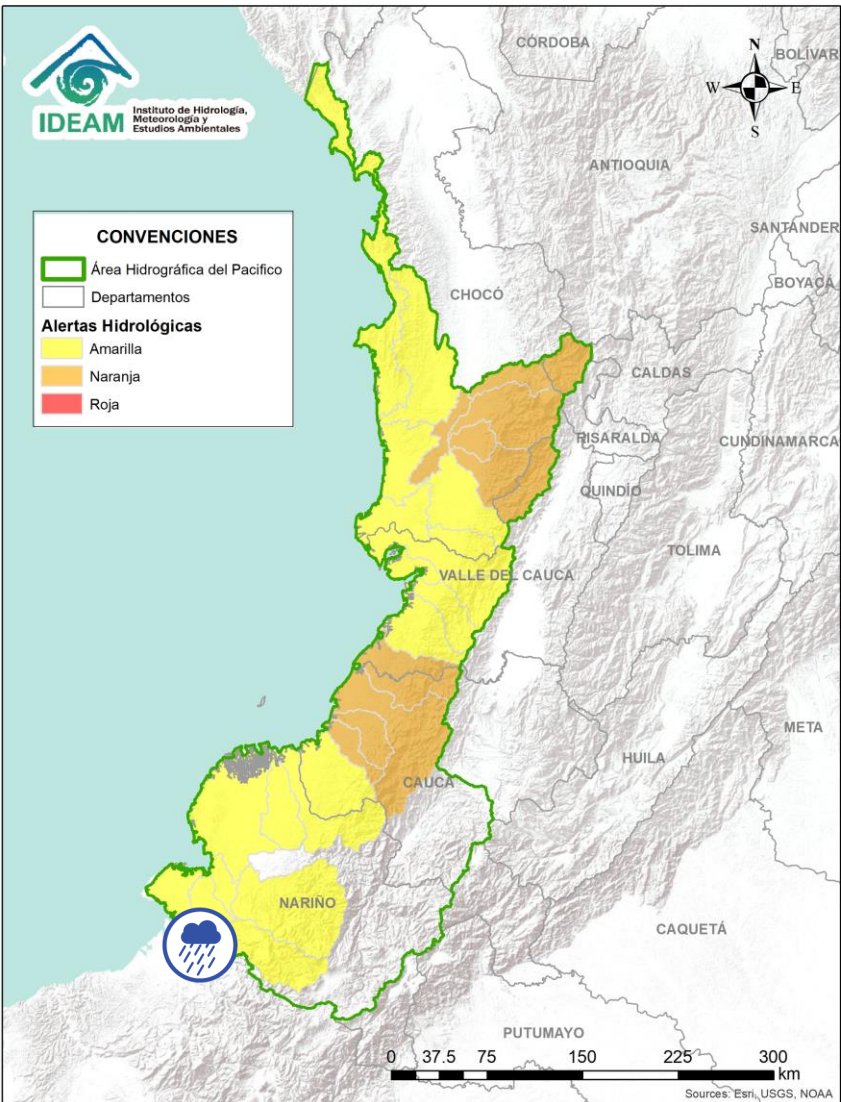 CÓRDOBA
BOLÍVAR
N
W E
S
IDEAM
Instituto de Hidrología,
Meteorología y
Estudios Ambientales
ANTIOQUIA
SANTANDER
CONVENCIONES
Área Hidrográfica del Pacifico
Departamentos
Alertas Hidrológicas
Amarilla
Naranja
Roja
BOYACÁ
CHOCÓ
CALDAS
RISARALDA
CUNDINAMARCA
QUINDÍO
TOLIMA
VALLE DEL CAUCA
META
HUILA
CAUCA
NARIÑO
CAQUETÁ
PUTUMAYO
0 37.5 75 150 225 300
km
Sources: Esri, USGS, NOAA